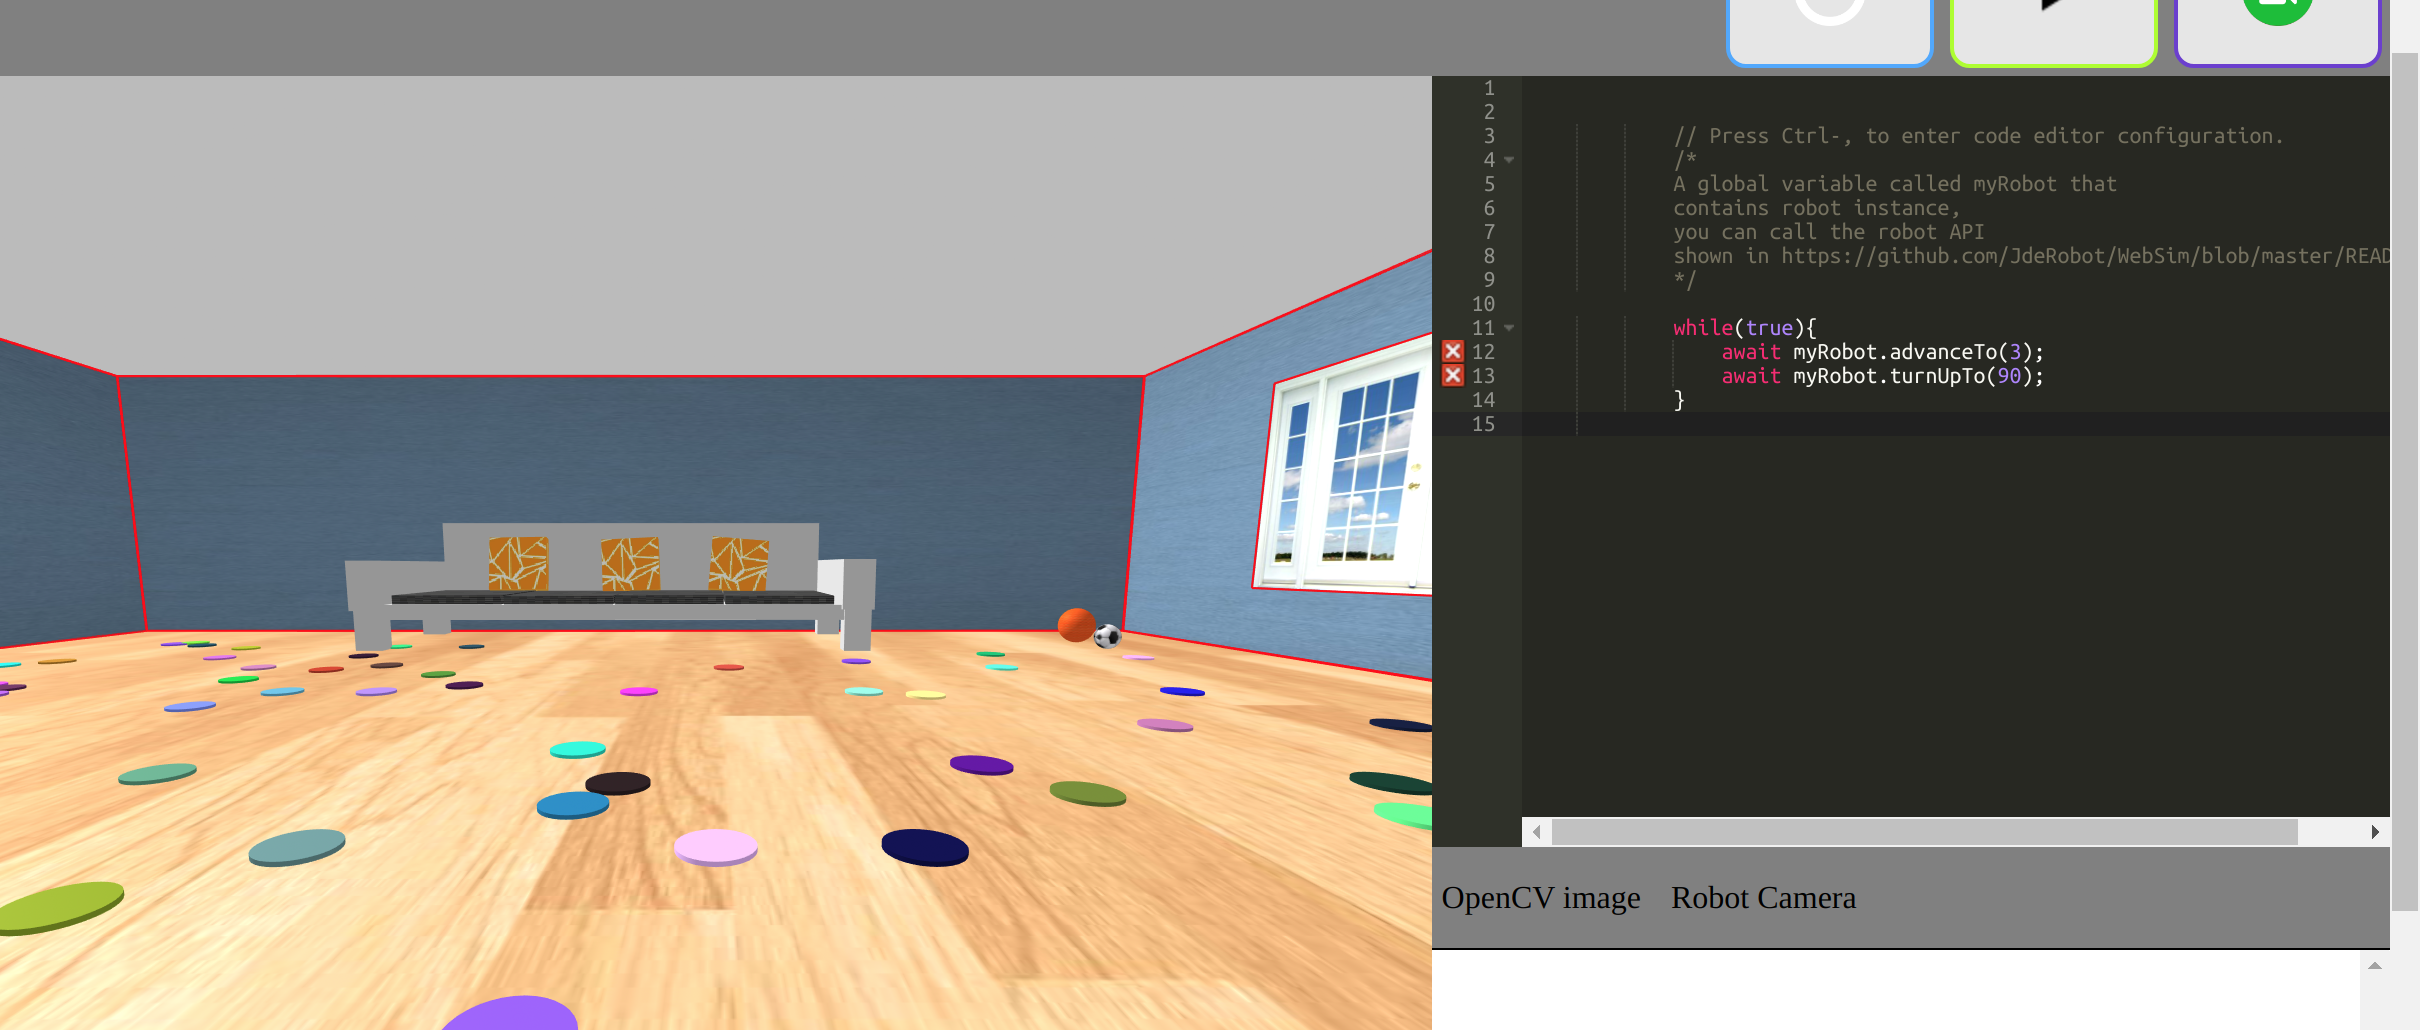 1
2
3 // Press Ctrl-, to enter code editor configuration.
4 /*
5 A global variable called myRobot that
6 contains robot instance,
7 you can call the robot API
8 shown in https://github.com/JdeRobot/WebSim/blob/master/READ
9 */
10
11 while(true){
12 await myRobot.advanceTo(3);
13 await myRobot.turnUpTo(90);
14 }
15
OpenCV image Robot Camera